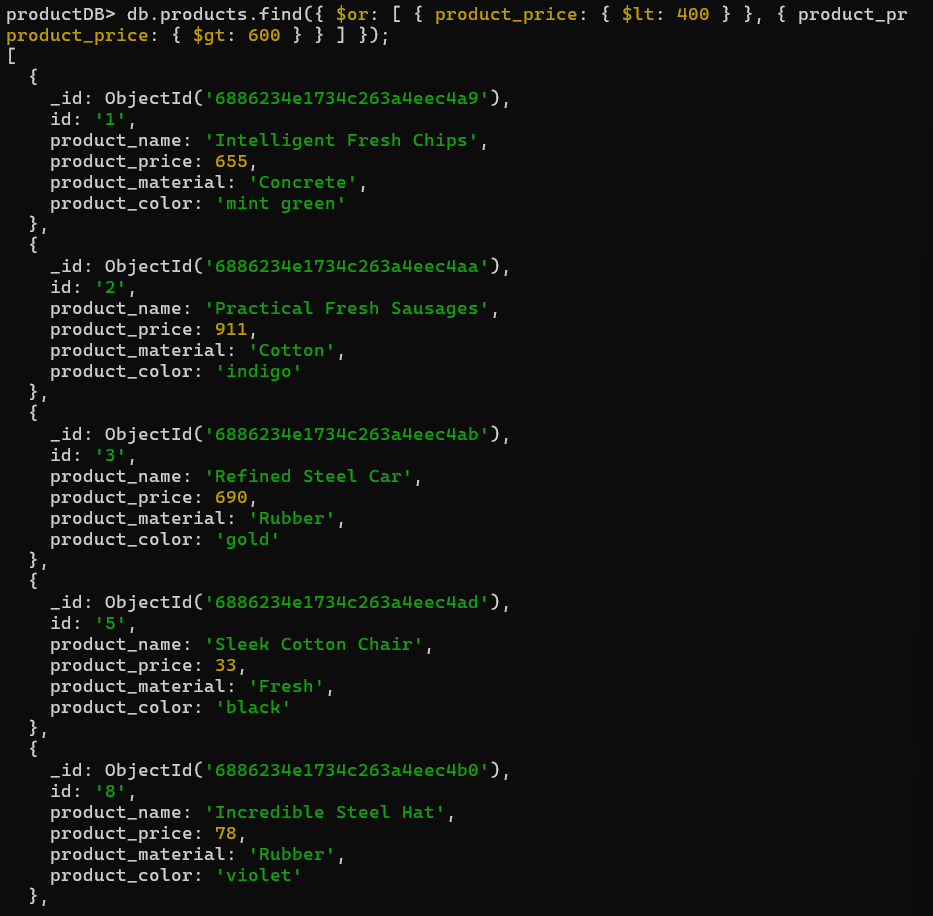 productDB> db.products.find({ $or: [ { product_price: { $lt: 400 } }, { product_pr
product_price: { $gt: 600 } } ] });
[
  {
    _id: ObjectId('6886234e1734c263a4eec4a9'),
    id: '1',
    product_name: 'Intelligent Fresh Chips',
    product_price: 655,
    product_material: 'Concrete',
    product_color: 'mint green'
  },
  {
    _id: ObjectId('6886234e1734c263a4eec4aa'),
    id: '2',
    product_name: 'Practical Fresh Sausages',
    product_price: 911,
    product_material: 'Cotton',
    product_color: 'indigo'
  },
  {
    _id: ObjectId('6886234e1734c263a4eec4ab'),
    id: '3',
    product_name: 'Refined Steel Car',
    product_price: 690,
    product_material: 'Rubber',
    product_color: 'gold'
  },
  {
    _id: ObjectId('6886234e1734c263a4eec4ad'),
    id: '5',
    product_name: 'Sleek Cotton Chair',
    product_price: 33,
    product_material: 'Fresh',
    product_color: 'black'
  },
  {
    _id: ObjectId('6886234e1734c263a4eec4b0'),
    id: '8',
    product_name: 'Incredible Steel Hat',
    product_price: 78,
    product_material: 'Rubber',
    product_color: 'violet'
  },